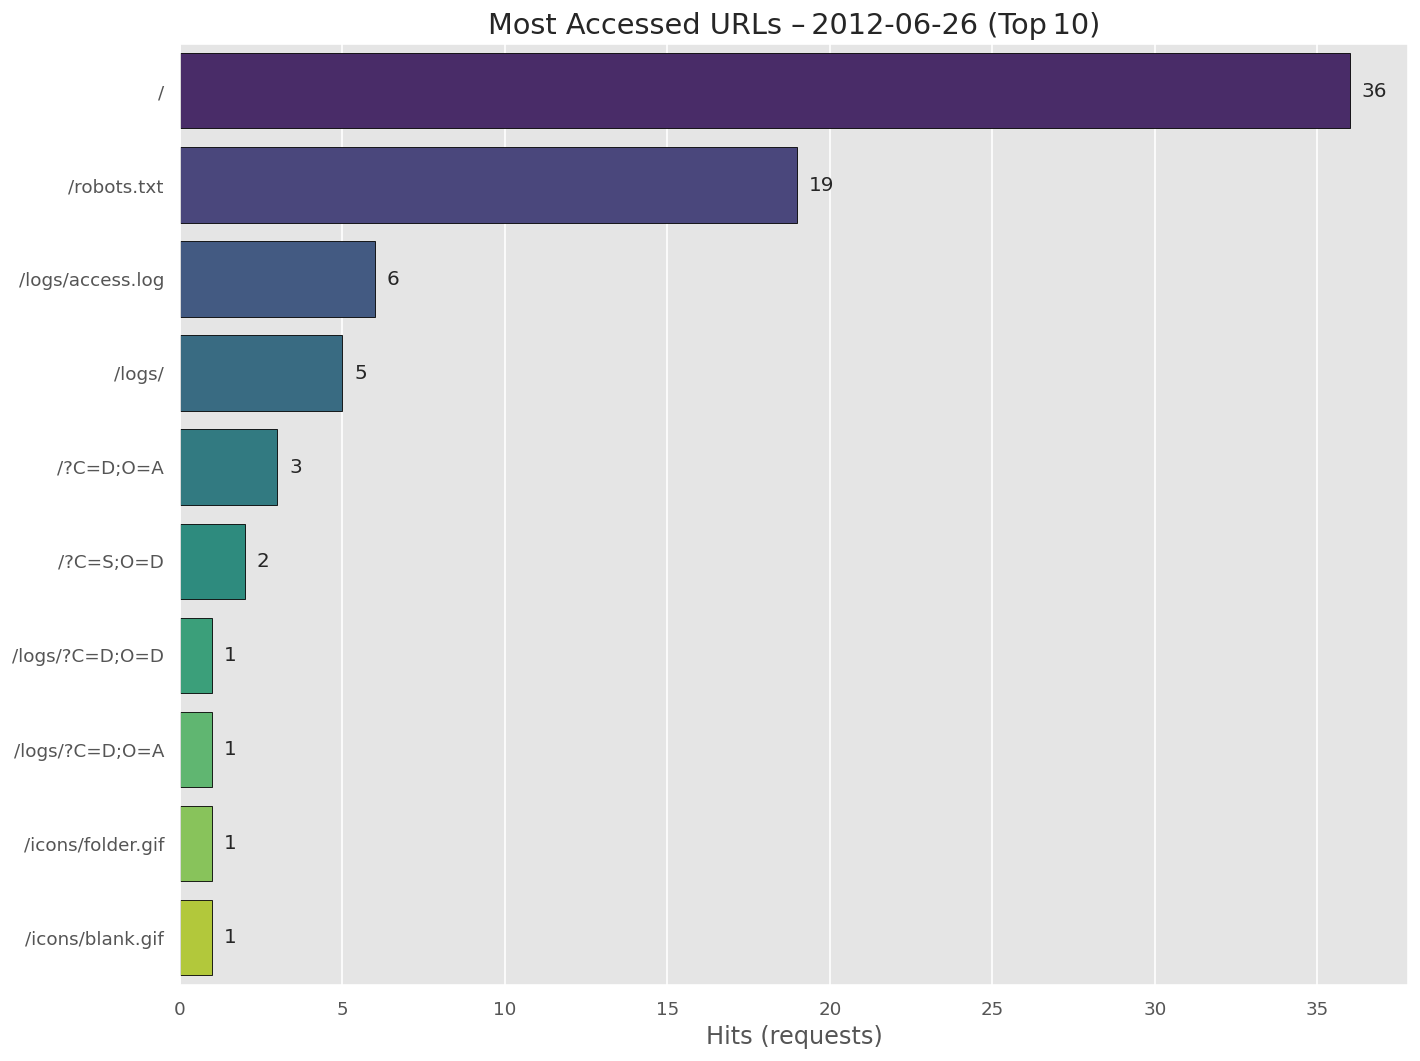 Most Accessed URLs – 2012-06-26 (Top 10)
/ 36
/robots.txt 19
/logs/access.log 6
/logs/ 5
/?C=D;O=A 3
/?C=S;O=D 2
/logs/?C=D;O=D 1
/logs/?C=D;O=A 1
/icons/folder.gif 1
/icons/blank.gif 1
0 5 10 15 20 25 30 35
Hits (requests)